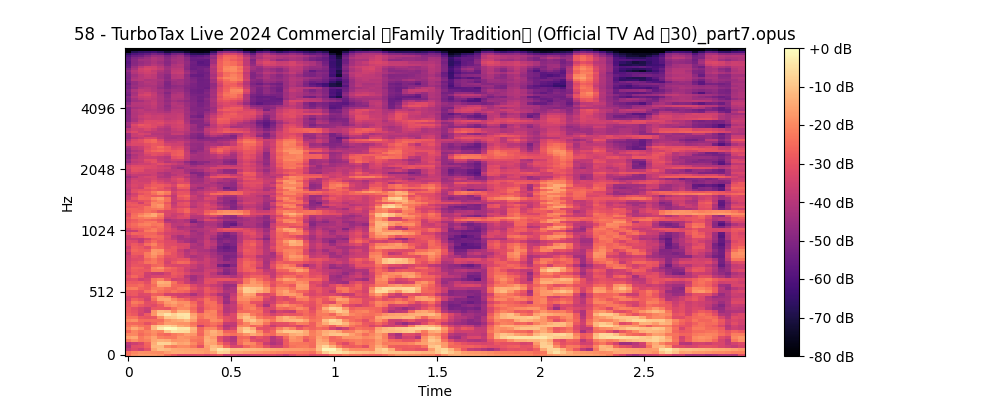 58 - TurboTax Live 2024 Commercial Family Tradition (Official TV Ad 30)_part7.opus
+0 dB
4096
-10 dB
-20 dB
2048
-30 dB
Hz
-40 dB
1024
-50 dB
512
-60 dB
-70 dB
0
-80 dB
0 0.5 1 1.5 2 2.5
Time